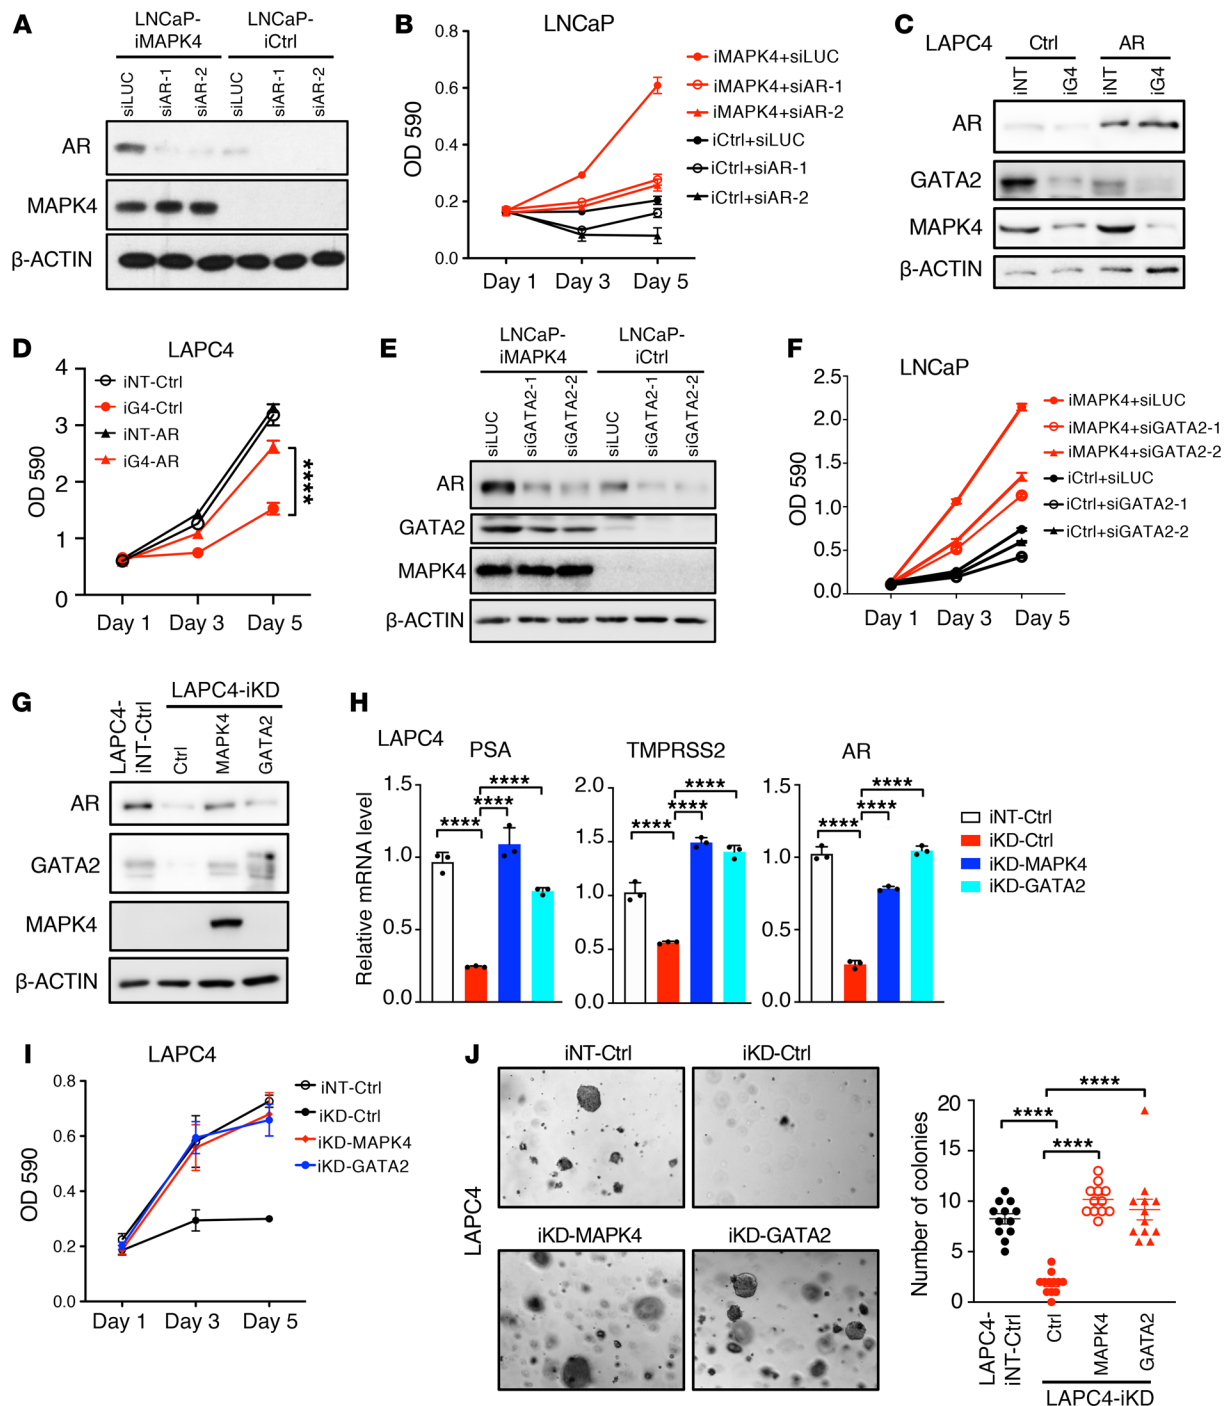 A
LNCaP-
iMAPK4
LNCaP-
iCtrl
siLUC
siAR-1
siAR-2
siLUC
siAR-1
siAR-2
AR
MAPK4
β-ACTIN
B
LNCaP
OD 590
0.8
0.6
0.4
0.2
0.0
Day 1 Day 3 Day 5
iMAPK4+siLUC
iMAPK4+siAR-1
iMAPK4+siAR-2
iCtrl+siLUC
iCtrl+siAR-1
iCtrl+siAR-2
C
LAPC4 Ctrl AR
iNT
iG4
iNT
iG4
AR
GATA2
MAPK4
β-ACTIN
D
LAPC4
OD 590
4
3
2
1
0
Day 1 Day 3 Day 5
iNT-Ctrl
iG4-Ctrl
iNT-AR
iG4-AR
****
E
LNCaP-
iMAPK4
LNCaP-
iCtrl
siLUC
siGATA2-1
siGATA2-2
siLUC
siGATA2-1
siGATA2-2
AR
GATA2
MAPK4
β-ACTIN
F
LNCaP
OD 590
2.5
2.0
1.5
1.0
0.5
0.0
Day 1 Day 3 Day 5
iMAPK4+siLUC
iMAPK4+siGATA2-1
iMAPK4+siGATA2-2
iCtrl+siLUC
iCtrl+siGATA2-1
iCtrl+siGATA2-2
G
LAPC4-
iNT-Ctrl
LAPC4-iKD
Ctrl
MAPK4
GATA2
AR
GATA2
MAPK4
β-ACTIN
H
LAPC4
Relative mRNA level
PSA
1.5
1.0
0.5
0.0
****
****
****
TMPRSS2
2.0
1.5
1.0
0.5
0.0
****
****
****
AR
1.5
1.0
0.5
0.0
****
****
****
iNT-Ctrl
iKD-Ctrl
iKD-MAPK4
iKD-GATA2
I
LAPC4
OD 590
0.8
0.6
0.4
0.2
0.0
Day 1 Day 3 Day 5
iNT-Ctrl
iKD-Ctrl
iKD-MAPK4
iKD-GATA2
J
LAPC4
iNT-Ctrl
iKD-Ctrl
iKD-MAPK4
iKD-GATA2
Number of colonies
20
15
10
5
0
****
****
****
LAPC4-
iNT-Ctrl
Ctrl
MAPK4
GATA2
LAPC4-iKD